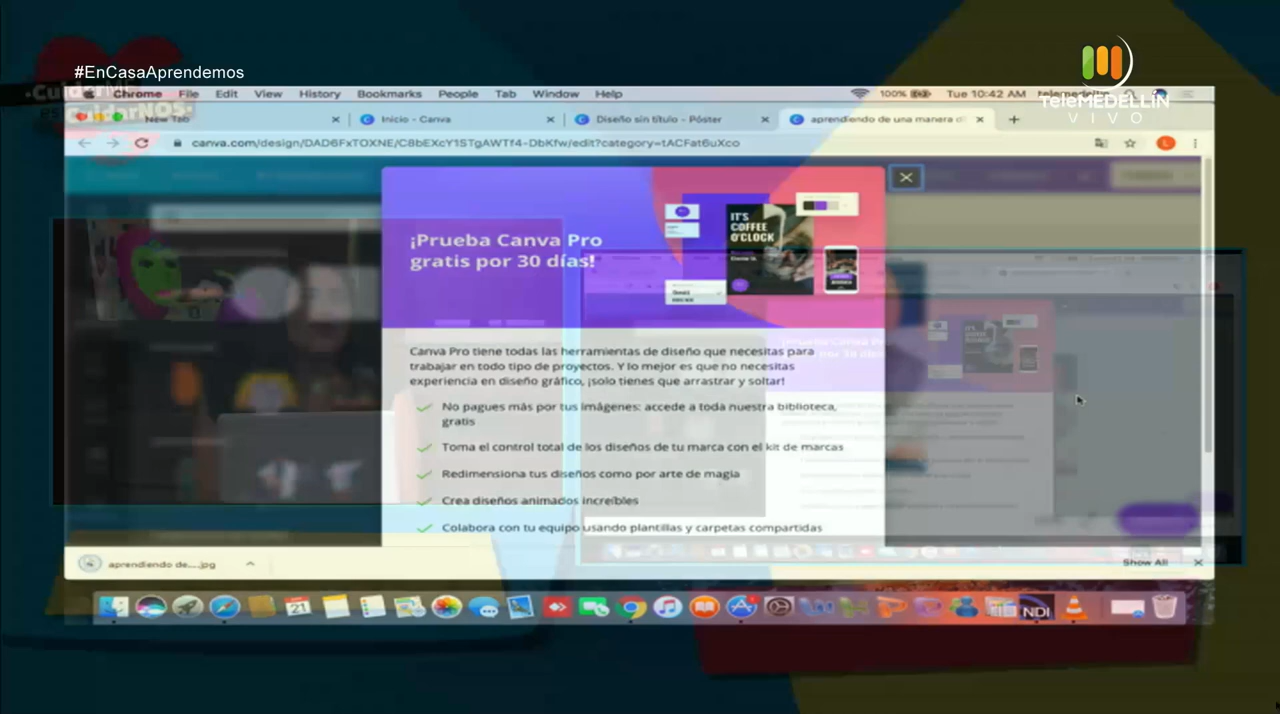 #EnCasaAprendemos
TeleMEDELLÍN
VIVO
CuidarNOS
Chrome File Edit View History Bookmarks People Tab Window Help
100% Tue 10:42 AM telemedellin
New Tab
Inicio - Canva
Diseño sin título - Póster
aprendiendo de una manera d
canva.com/design/DAD6FxTOXNE/C8bEXcY1STgAWTf4-DbKfw/edit?category=tACFat6uXco
L
¡Prueba Canva Pro
gratis por 30 días!
IT'S
COFFEE
O'CLOCK
Canva Pro tiene todas las herramientas de diseño que necesitas para
trabajar en todo tipo de proyectos. Y lo mejor es que no necesitas
experiencia en diseño gráfico, ¡solo tienes que arrastrar y soltar!
No pagues más por tus imágenes: accede a toda nuestra biblioteca,
gratis
Toma el control total de los diseños de tu marca con el kit de marcas
Redimensiona tus diseños como por arte de magia
Crea diseños animados increíbles
Colabora con tu equipo usando plantillas y carpetas compartidas
aprendiendo de....jpg
Show All
21
NDI